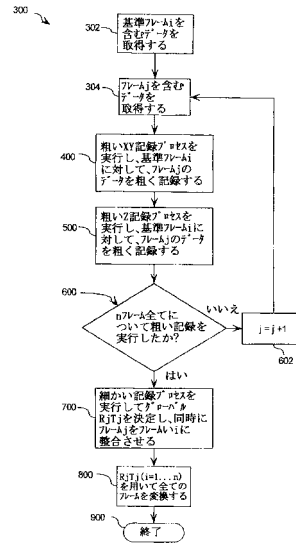 300
302
基準ﾌﾚｰﾑiを
含むﾃﾞｰﾀを
取得する
304
ﾌﾚｰﾑjを含む
ﾃﾞｰﾀを
取得する
400
粗いXY記録ﾌﾟﾛｾｽを
実行し、基準ﾌﾚｰﾑi
に対して、ﾌﾚｰﾑjの
ﾃﾞｰﾀを粗く記録する
500
粗いZ記録ﾌﾟﾛｾｽを
実行し、基準ﾌﾚｰﾑiに
対して、ﾌﾚｰﾑjのﾃﾞｰﾀ
を粗く記録する
600
nﾌﾚｰﾑ全てに
ついて粗い記録を
実行したか?
いいえ
j=j+1
602
はい
700
細かい記録ﾌﾟﾛｾｽを
実行してｸﾞﾛｰﾊﾞﾙ
RjTjを決定し、同時に
ﾌﾚｰﾑjをﾌﾚｰﾑいiに
整合させる
800
RjTj(i=1...n)
を用いて全ての
ﾌﾚｰﾑを変換する
900
終了